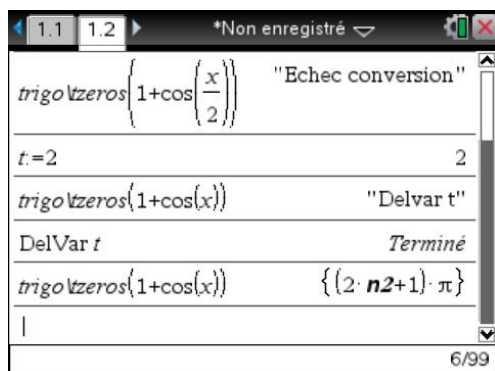 1.1 1.2 *Non enregistré
trigo\tzeros(1+cos(x/2)) "Echec conversion"
t:=2 2
trigo\tzeros(1+cos(x)) "Delvar t"
DelVar t Terminé
trigo\tzeros(1+cos(x)) {(2·n2+1)·π}
6/99